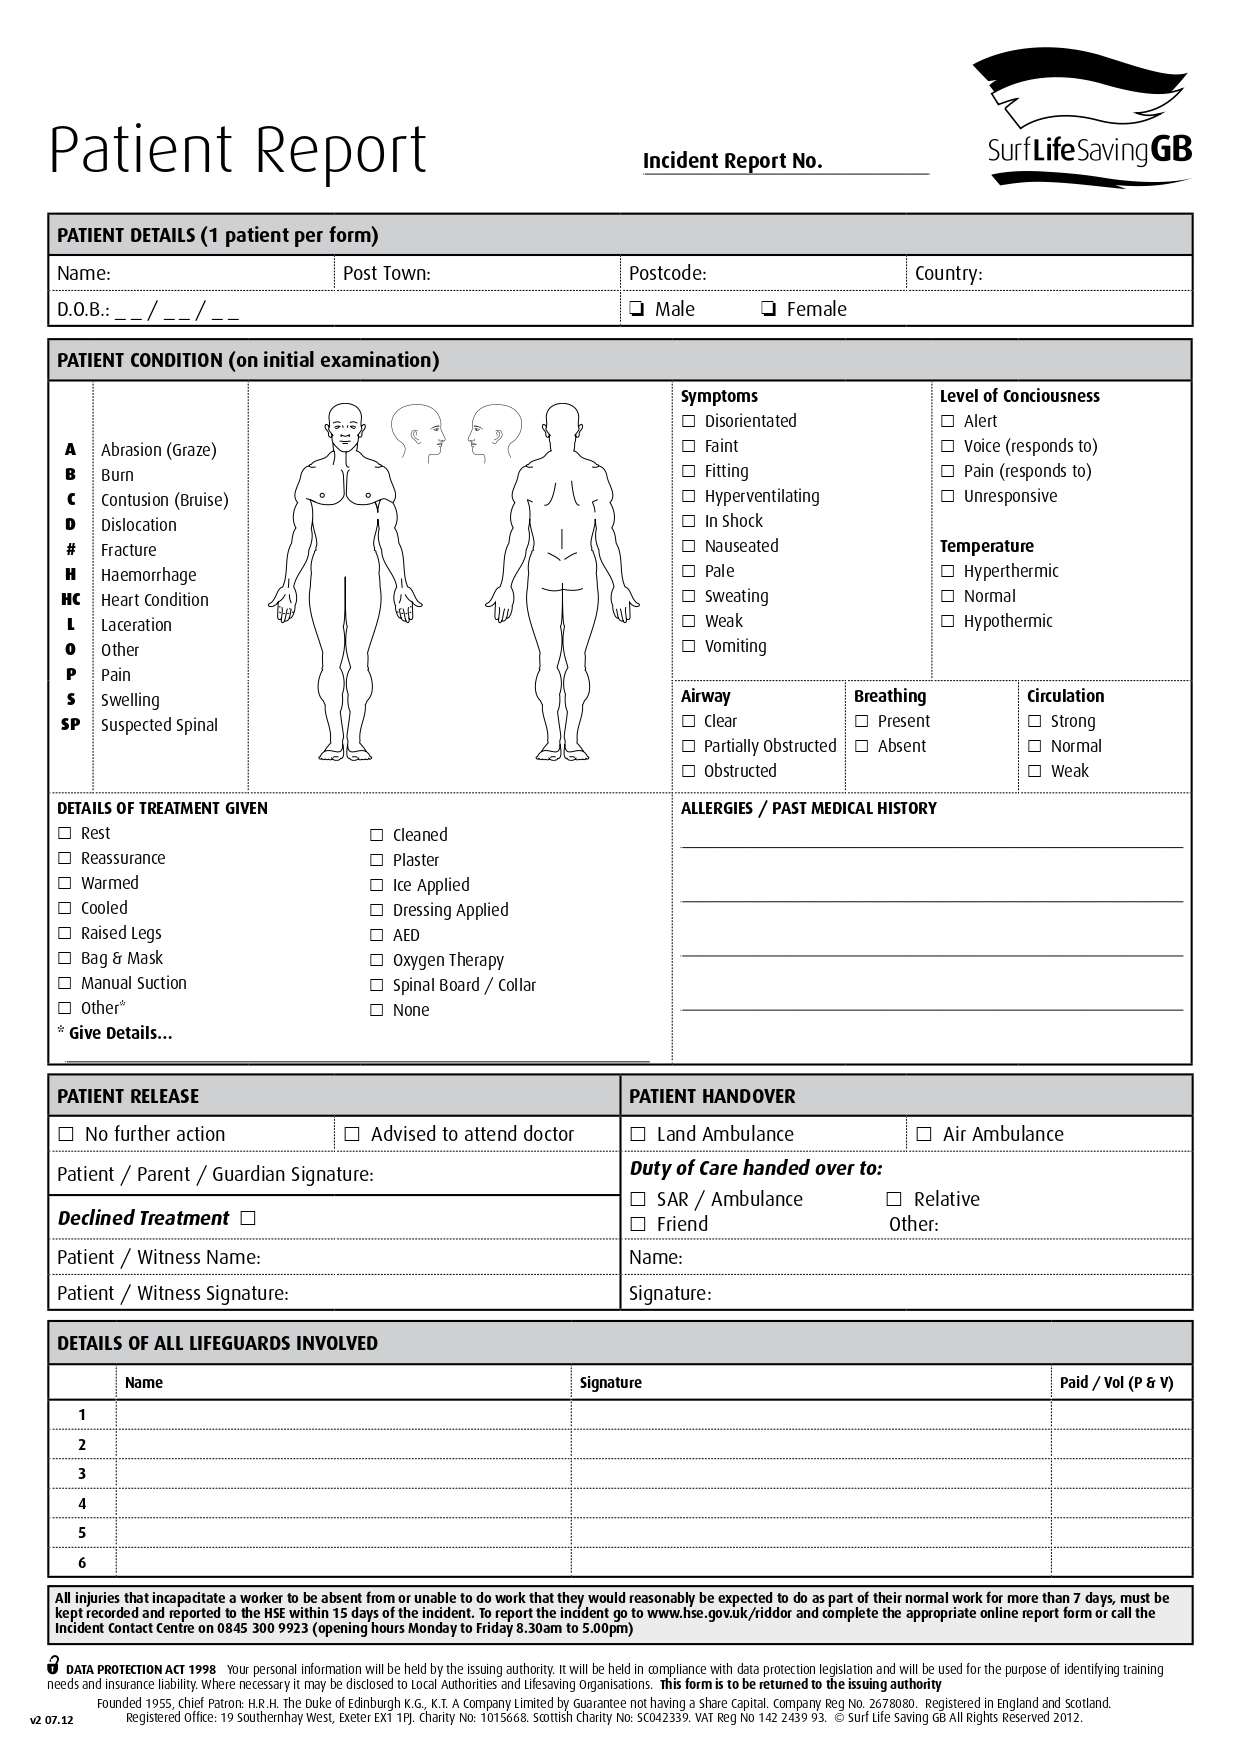 Patient Report
Incident Report No.
SurfLifeSavingGB
PATIENT DETAILS (1 patient per form)
Name: Post Town: Postcode: Country:
D.O.B.: _ _ / _ _ / _ _ ❏ Male ❏ Female
PATIENT CONDITION (on initial examination)
A Abrasion (Graze)
B Burn
C Contusion (Bruise)
D Dislocation
# Fracture
H Haemorrhage
HC Heart Condition
L Laceration
O Other
P Pain
S Swelling
SP Suspected Spinal
Symptoms
☐ Disorientated
☐ Faint
☐ Fitting
☐ Hyperventilating
☐ In Shock
☐ Nauseated
☐ Pale
☐ Sweating
☐ Weak
☐ Vomiting
Level of Conciousness
☐ Alert
☐ Voice (responds to)
☐ Pain (responds to)
☐ Unresponsive
Temperature
☐ Hyperthermic
☐ Normal
☐ Hypothermic
Airway
☐ Clear
☐ Partially Obstructed
☐ Obstructed
Breathing
☐ Present
☐ Absent
Circulation
☐ Strong
☐ Normal
☐ Weak
DETAILS OF TREATMENT GIVEN
☐ Rest
☐ Reassurance
☐ Warmed
☐ Cooled
☐ Raised Legs
☐ Bag & Mask
☐ Manual Suction
☐ Other*
* Give Details...
☐ Cleaned
☐ Plaster
☐ Ice Applied
☐ Dressing Applied
☐ AED
☐ Oxygen Therapy
☐ Spinal Board / Collar
☐ None
ALLERGIES / PAST MEDICAL HISTORY
PATIENT RELEASE
☐ No further action ☐ Advised to attend doctor
Patient / Parent / Guardian Signature:
Declined Treatment ☐
Patient / Witness Name:
Patient / Witness Signature:
PATIENT HANDOVER
☐ Land Ambulance ☐ Air Ambulance
Duty of Care handed over to:
☐ SAR / Ambulance ☐ Relative
☐ Friend Other:
Name:
Signature:
DETAILS OF ALL LIFEGUARDS INVOLVED
Name Signature Paid / Vol (P & V)
1
2
3
4
5
6
All injuries that incapacitate a worker to be absent from or unable to do work that they would reasonably be expected to do as part of their normal work for more than 7 days, must be
kept recorded and reported to the HSE within 15 days of the incident. To report the incident go to www.hse.gov.uk/riddor and complete the appropriate online report form or call the
Incident Contact Centre on 0845 300 9923 (opening hours Monday to Friday 8.30am to 5.00pm)
DATA PROTECTION ACT 1998 Your personal information will be held by the issuing authority. It will be held in compliance with data protection legislation and will be used for the purpose of identifying training
needs and insurance liability. Where necessary it may be disclosed to Local Authorities and Lifesaving Organisations. This form is to be returned to the issuing authority
Founded 1955, Chief Patron: H.R.H. The Duke of Edinburgh K.G., K.T. A Company Limited by Guarantee not having a Share Capital. Company Reg No. 2678080. Registered in England and Scotland.
v2 07.12 Registered Office: 19 Southernhay West, Exeter EX1 1PJ. Charity No: 1015668. Scottish Charity No: SC042339. VAT Reg No 142 2439 93. © Surf Life Saving GB All Rights Reserved 2012.